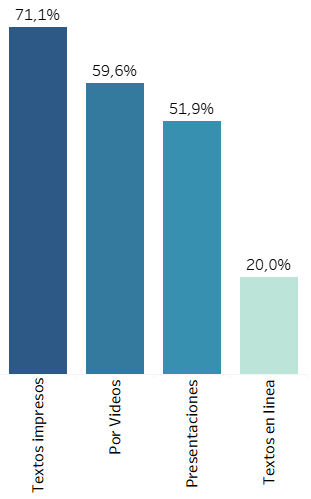 71,1%
59,6%
51,9%
20,0%
Textos impresos
Por Videos
Presentaciones
Textos en linea